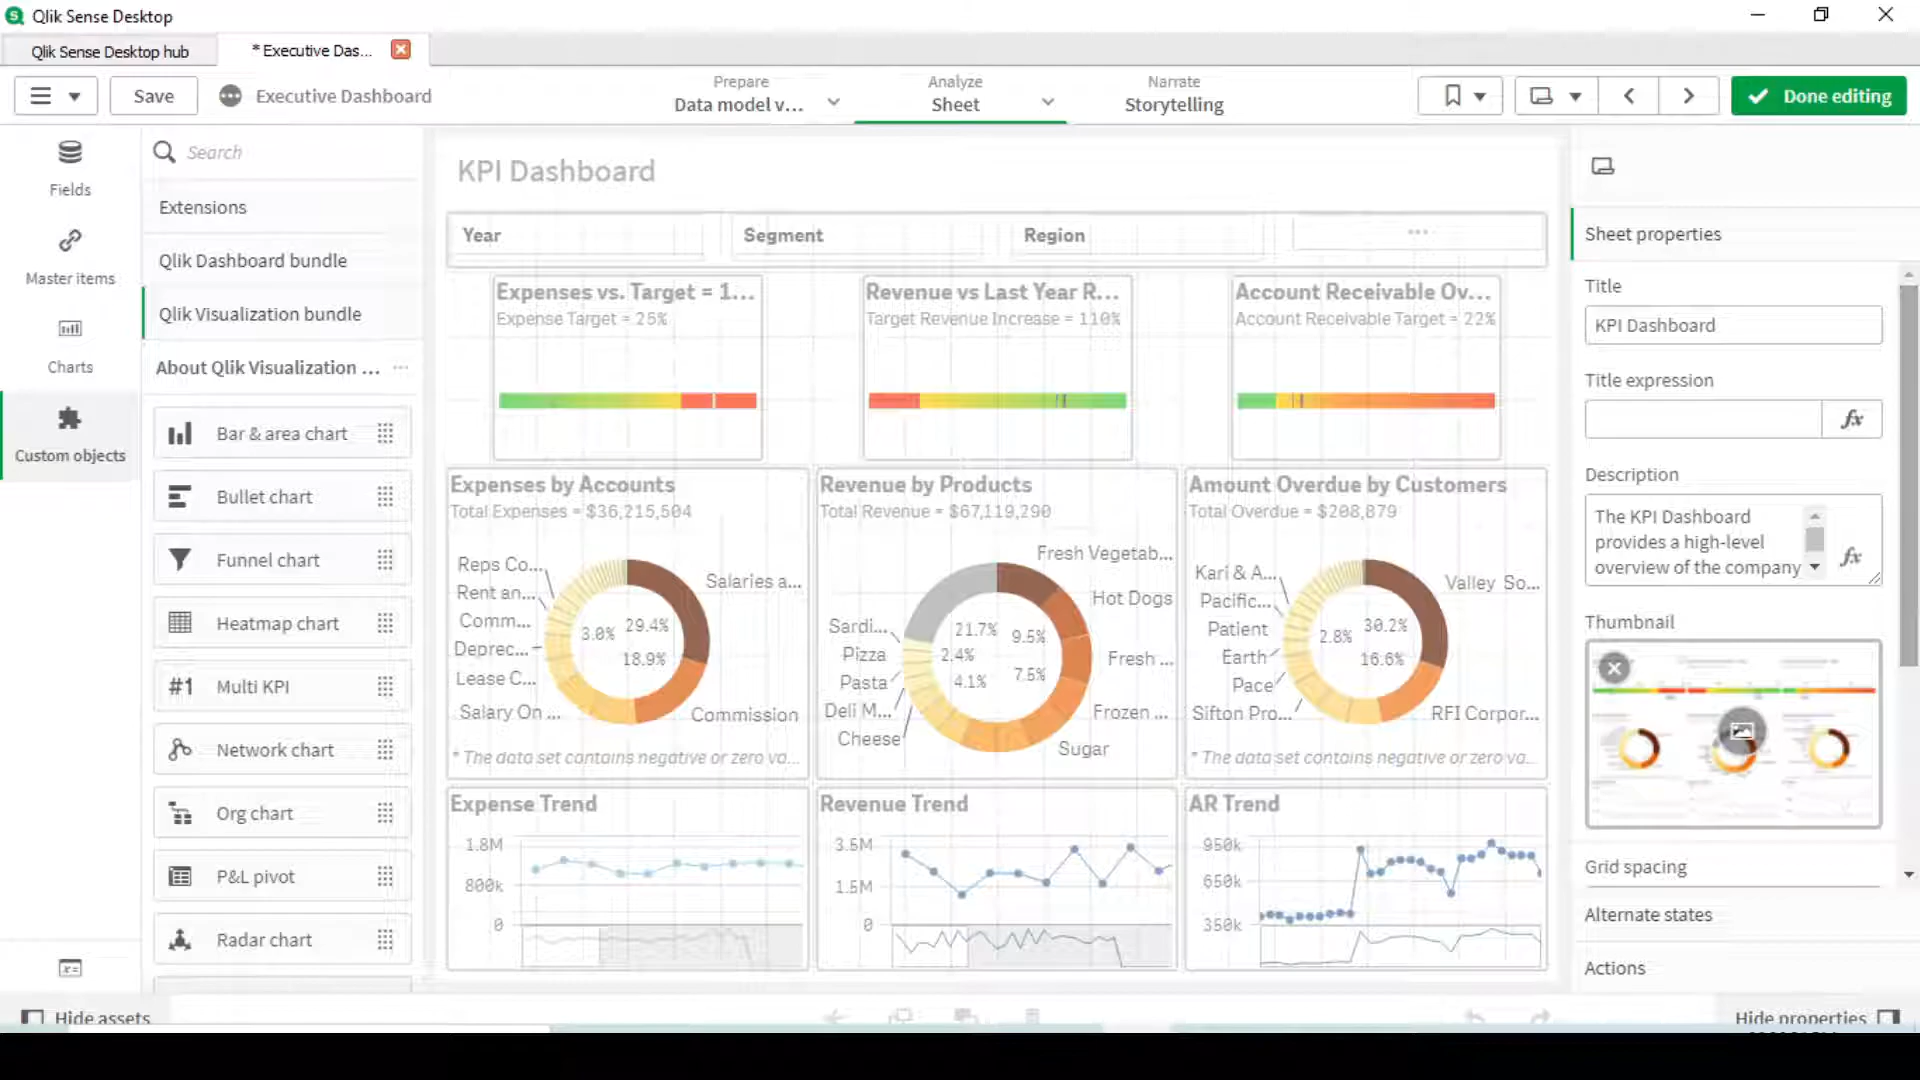 Qlik Sense Desktop
Qlik Sense Desktop hub
* Executive Das...
Save
Executive Dashboard
Prepare
Data model v...
Analyze
Sheet
Narrate
Storytelling
Done editing
Fields
Master items
Charts
Custom objects
Search
Extensions
Qlik Dashboard bundle
Qlik Visualization bundle
About Qlik Visualization ...
Bar & area chart
Bullet chart
Funnel chart
Heatmap chart
#1 Multi KPI
Network chart
Org chart
P&L pivot
Radar chart
Hide assets
KPI Dashboard
Year
Segment
Region
Expenses vs. Target = 1...
Expense Target = 25%
Revenue vs Last Year R...
Target Revenue Increase = 110%
Account Receivable Ov...
Account Receivable Target = 22%
Expenses by Accounts
Total Expenses = $36,215,504
Reps Co...
Rent an...
Comm...
Deprec...
Lease C...
Salary On ...
Salaries a...
Commission
3.0%
29.4%
18.9%
* The data set contains negative or zero va...
Revenue by Products
Total Revenue = $67,119,290
Fresh Vegetab...
Hot Dogs
Fresh ...
Frozen ...
Sugar
Sardi...
Pizza
Pasta
Deli M...
Cheese
21.7%
9.5%
2.4%
7.5%
4.1%
Amount Overdue by Customers
Total Overdue = $208,879
Kari & A...
Pacific...
Patient
Earth
Pace
Sifton Pro...
Valley So...
RFI Corpor...
2.8%
30.2%
16.6%
* The data set contains negative or zero va...
Expense Trend
1.8M
800k
0
Revenue Trend
3.5M
1.5M
0
AR Trend
950k
650k
350k
Sheet properties
Title
KPI Dashboard
Title expression
fx
Description
The KPI Dashboard
provides a high-level
overview of the company
fx
Thumbnail
Grid spacing
Alternate states
Actions
Hide properties